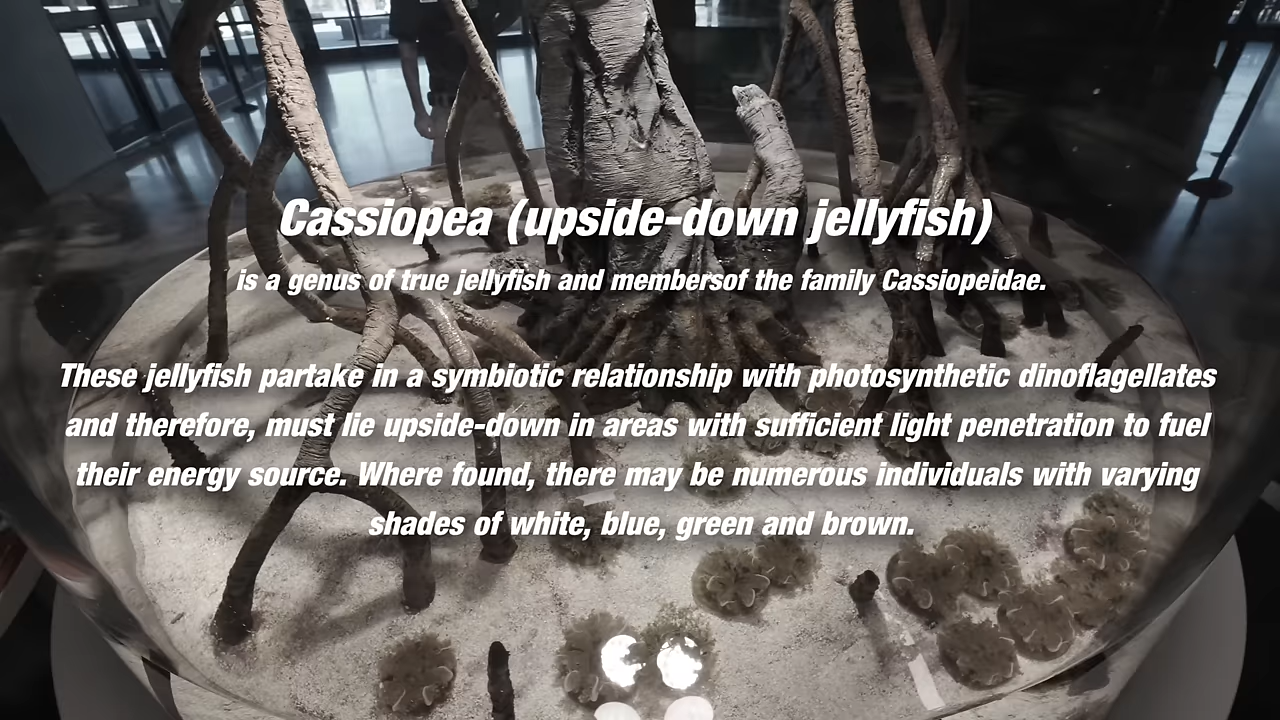 Cassiopea (upside-down jellyfish)
is a genus of true jellyfish and membersof the family Cassiopeidae.
These jellyfish partake in a symbiotic relationship with photosynthetic dinoflagellates
and therefore, must lie upside-down in areas with sufficient light penetration to fuel
their energy source. Where found, there may be numerous individuals with varying
shades of white, blue, green and brown.